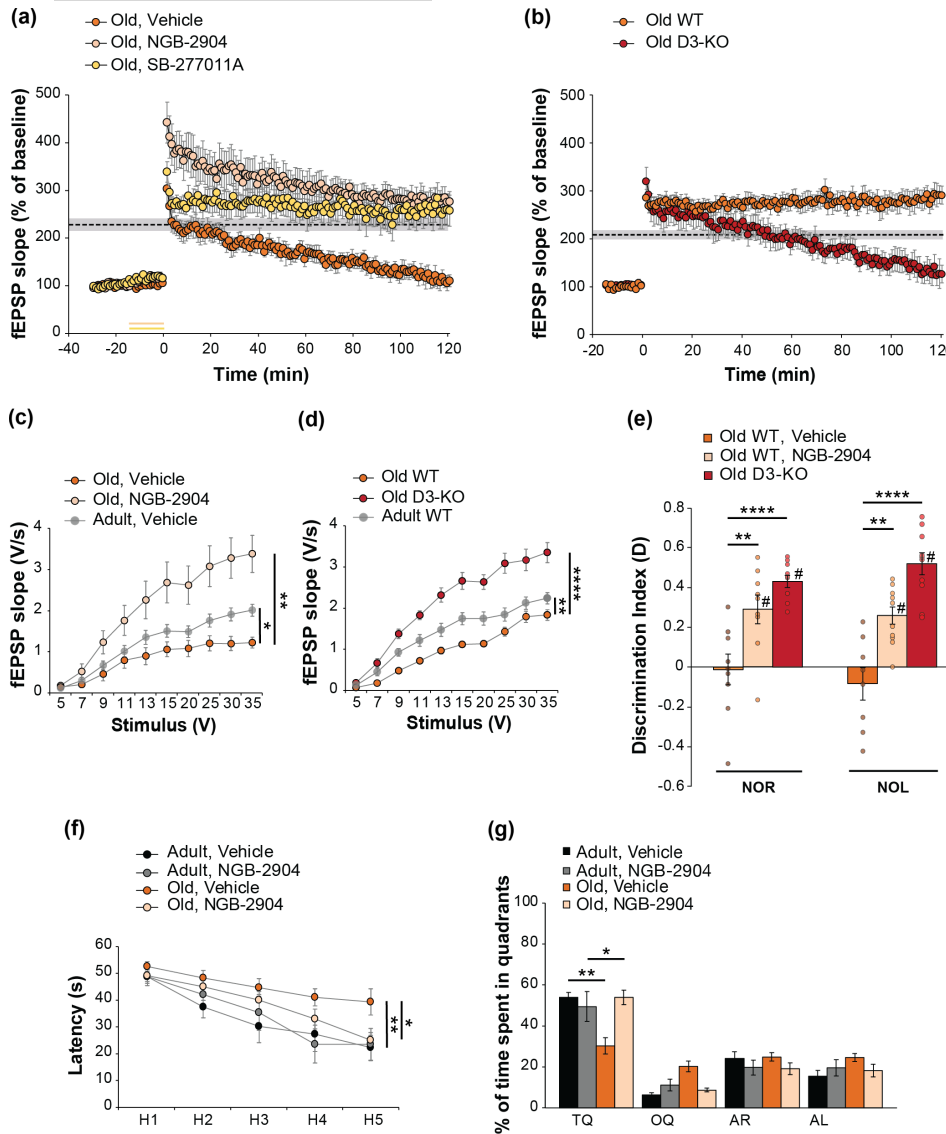 (a)
Old, Vehicle
Old, NGB-2904
Old, SB-277011A
fEPSP slope (% of baseline)
500
400
300
200
100
0
-40 -20 0 20 40 60 80 100 120
Time (min)
(b)
Old WT
Old D3-KO
fEPSP slope (% of baseline)
500
400
300
200
100
0
-20 0 20 40 60 80 100 120
Time (min)
(c)
Old, Vehicle
Old, NGB-2904
Adult, Vehicle
fEPSP slope (V/s)
4
3
2
1
0
5 7 9 11 13 15 20 25 30 35
Stimulus (V)
*
**
(d)
Old WT
Old D3-KO
Adult WT
fEPSP slope (V/s)
4
3
2
1
0
5 7 9 11 13 15 20 25 30 35
Stimulus (V)
**
****
(e)
Old WT, Vehicle
Old WT, NGB-2904
Old D3-KO
Discrimination Index (D)
0.8
0.6
0.4
0.2
0
-0.2
-0.4
-0.6
****
**
#
#
****
**
#
#
NOR NOL
(f)
Adult, Vehicle
Adult, NGB-2904
Old, Vehicle
Old, NGB-2904
Latency (s)
60
50
40
30
20
10
0
H1 H2 H3 H4 H5
**
*
(g)
Adult, Vehicle
Adult, NGB-2904
Old, Vehicle
Old, NGB-2904
% of time spent in quadrants
100
80
60
40
20
0
*
**
TQ OQ AR AL